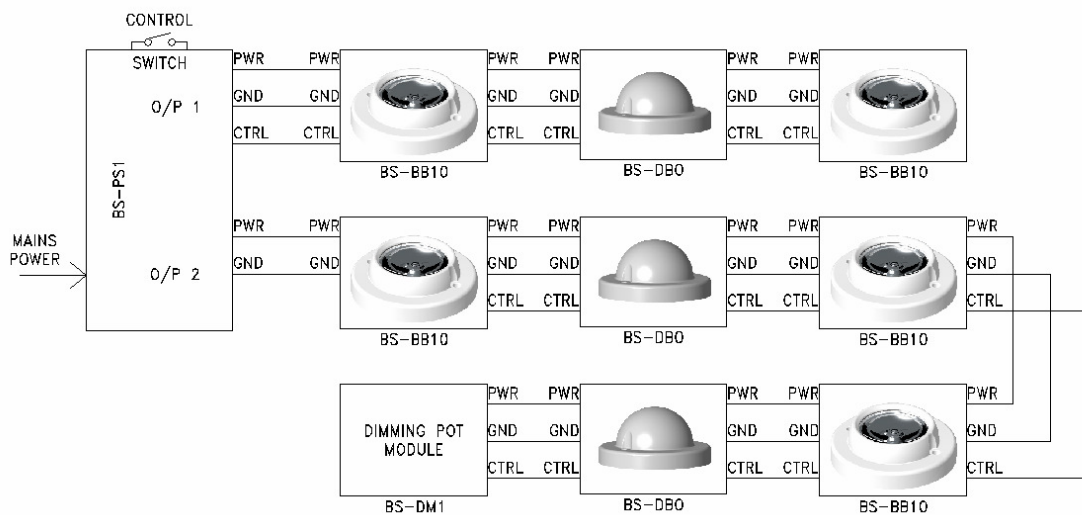 CONTROL
SWITCH
PWR PWR PWR PWR PWR PWR
O/P 1
GND GND GND GND GND GND
CTRL CTRL CTRL CTRL CTRL CTRL
BS-PS1
BS-BB10 BS-DB0 BS-BB10
MAINS
POWER
PWR PWR PWR PWR PWR PWR PWR
O/P 2
GND GND GND GND GND GND GND
CTRL CTRL CTRL CTRL CTRL
BS-BB10 BS-DB0 BS-BB10
DIMMING POT
MODULE
PWR PWR PWR PWR PWR
GND GND GND GND GND
CTRL CTRL CTRL CTRL CTRL
BS-DM1 BS-DB0 BS-BB10